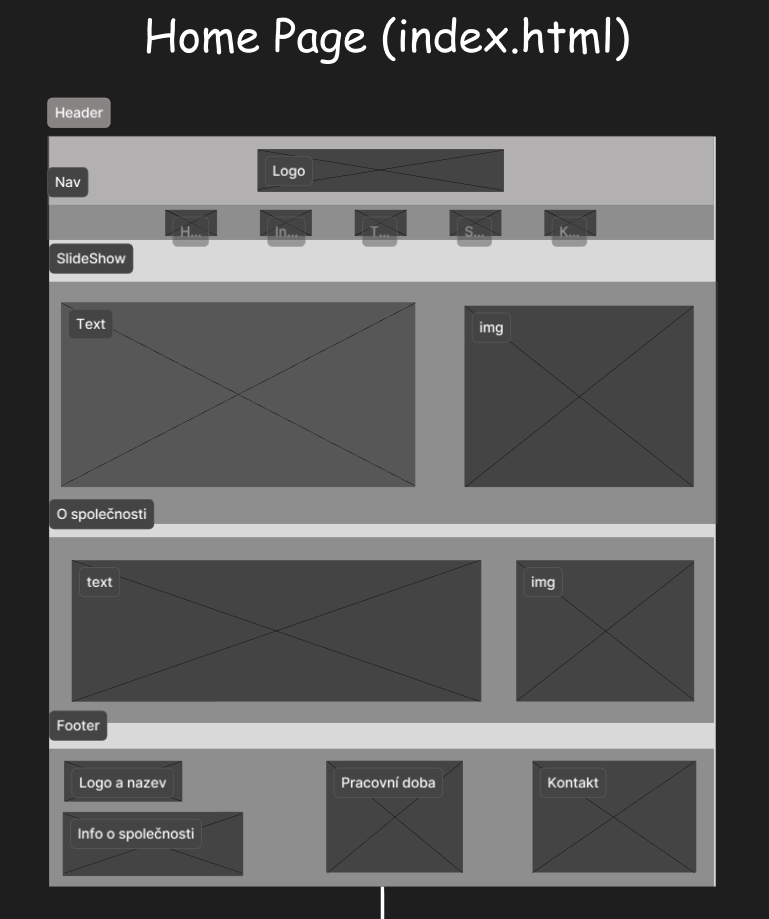 Home Page (index.html)
Header
Logo
Nav
H...
In...
T...
S...
K...
SlideShow
Text
img
O společnosti
text
img
Footer
Logo a nazev
Pracovní doba
Kontakt
Info o společnosti